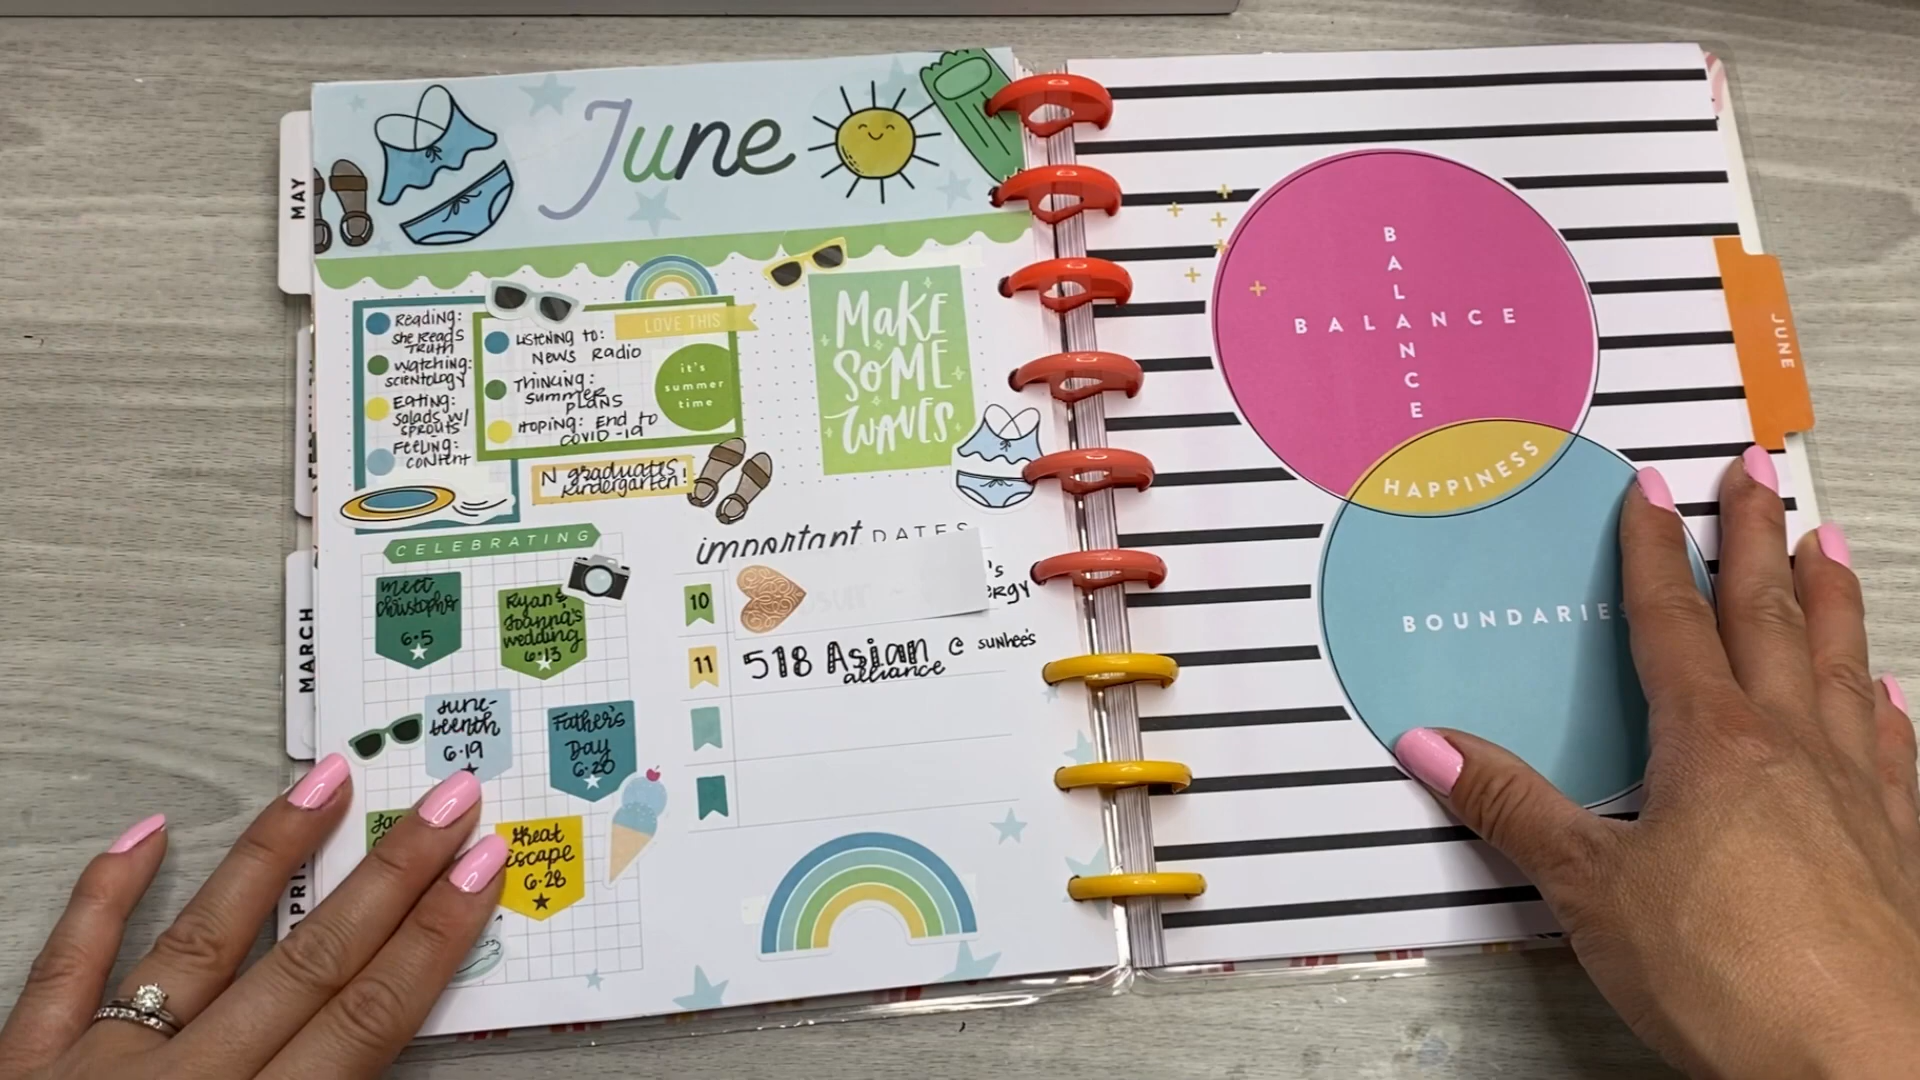 June
MAY
Reading:
She Reads
Truth
Watching:
Scientology
Eating:
Salads w/
sprouts
Feeling:
content
Listening to:
News Radio
Thinking:
summer
plans
Hoping: End to
COVID-19
LOVE THIS
it's
summer
time
MAKE
SOME
WAVES
N graduates
kindergarten!
CELEBRATING
meet
Christopher
6.5
Ryan &
Joanna's
wedding
6.13
June-
teenth
6.19
Father's
Day
6.20
Great
Escape
6.28
important DATES
10
's
ergy
11
518 Asian @ Sunhee's
alliance
MARCH
BALANCE
BALANCE
HAPPINESS
BOUNDARIES
JUNE